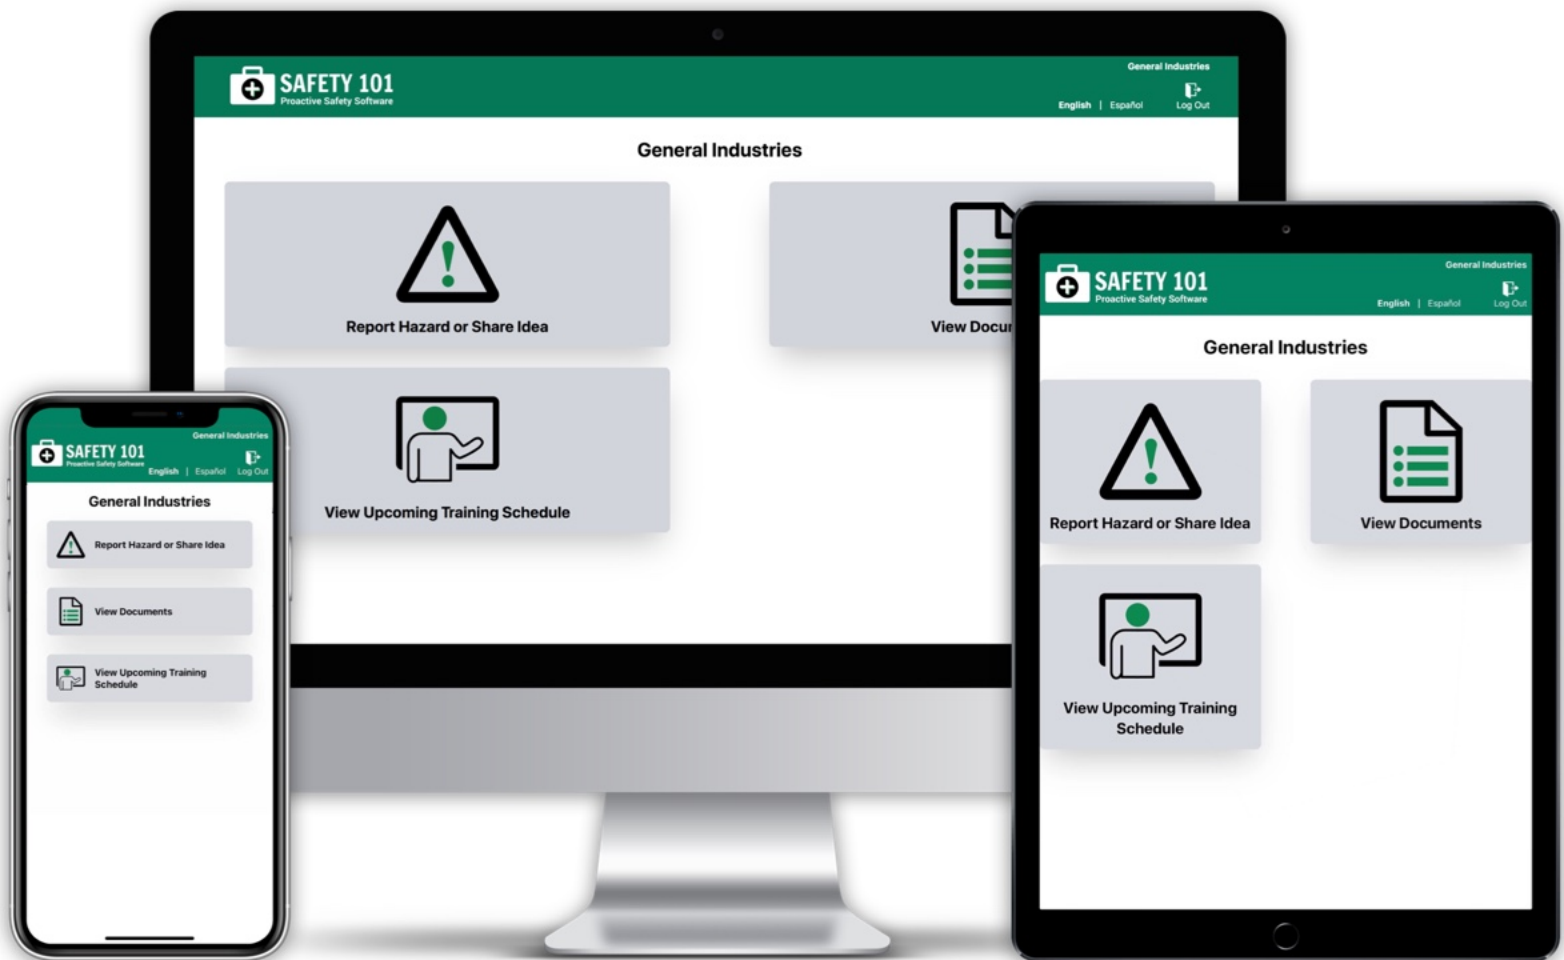 SAFETY 101
Proactive Safety Software
General Industries
English | Español
Log Out
General Industries
Report Hazard or Share Idea
View Docu
View Upcoming Training Schedule
SAFETY 101
Proactive Safety Software
General Industries
English | Español
Log Out
General Industries
Report Hazard or Share Idea
View Documents
View Upcoming Training
Schedule
SAFETY 101
Proactive Safety Software
General Industries
English | Español
Log Out
General Industries
Report Hazard or Share Idea
View Documents
View Upcoming Training
Schedule